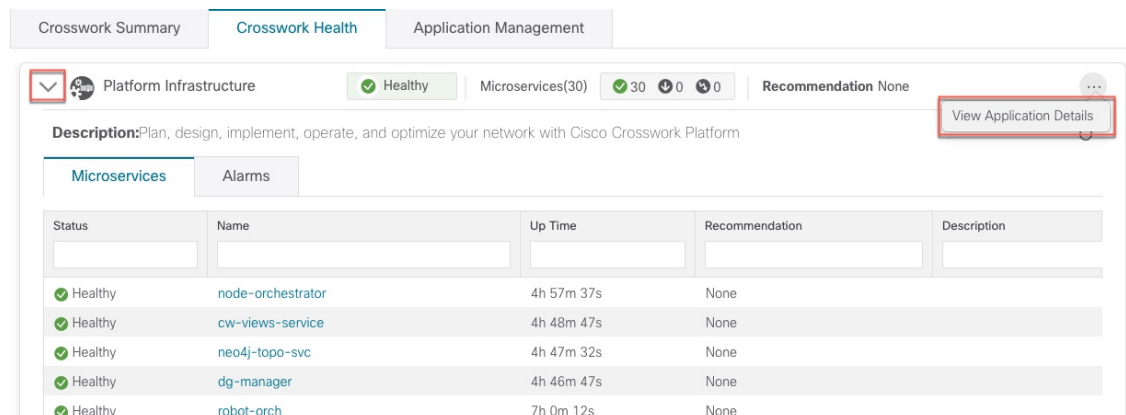 Crosswork Summary Crosswork Health Application Management
Platform Infrastructure Healthy Microservices(30) 30 0 0 Recommendation None ...
View Application Details
Description:Plan, design, implement, operate, and optimize your network with Cisco Crosswork Platform
Microservices Alarms
Status Name Up Time Recommendation Description
Healthy node-orchestrator 4h 57m 37s None
Healthy cw-views-service 4h 48m 47s None
Healthy neo4j-topo-svc 4h 47m 32s None
Healthy dg-manager 4h 46m 47s None
Healthy robot-orch 7h 0m 12s None